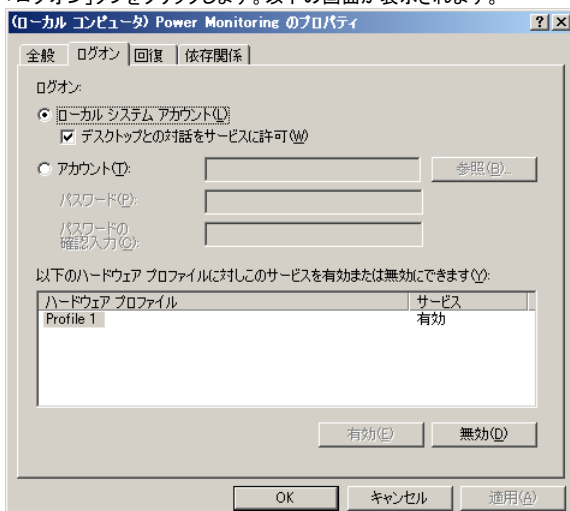 「ログオン」タブをクリックします。以下の画面が表示されます。
(ローカル コンピュータ) Power Monitoring のプロパティ
全般 ログオン 回復 依存関係
ログオン:
ローカル システム アカウント(L)
デスクトップとの対話をサービスに許可(W)
アカウント(T): 参照(B)...
パスワード(P):
パスワードの
確認入力(C):
以下のハードウェア プロファイルに対しこのサービスを有効または無効にできます(Y):
ハードウェア プロファイル サービス
Profile 1 有効
有効(E) 無効(D)
OK キャンセル 適用(A)